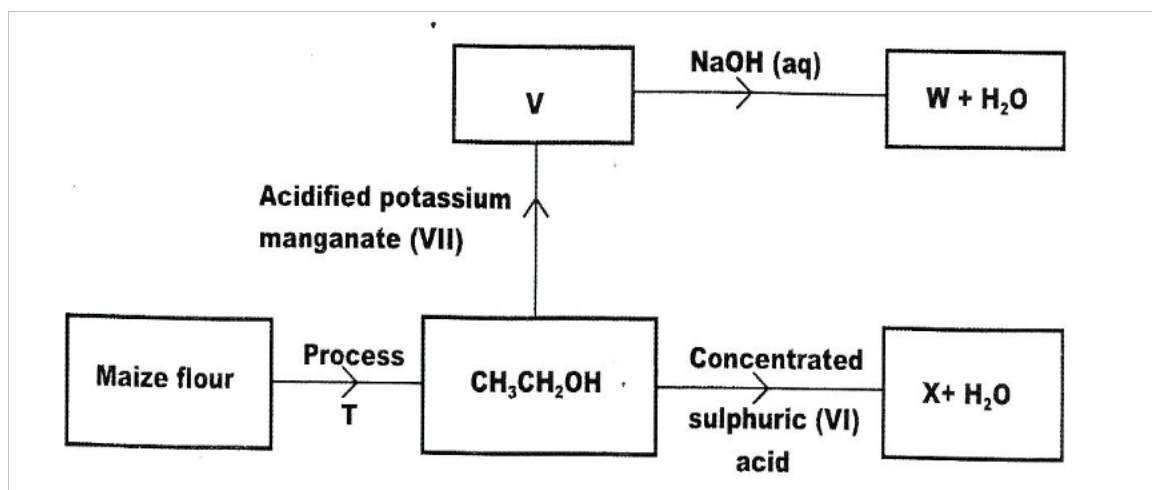 NaOH (aq)
V
W + H₂O
Acidified potassium
manganate (VII)
Process
T
Maize flour
CH₃CH₂OH
Concentrated
sulphuric (VI)
acid
X+ H₂O